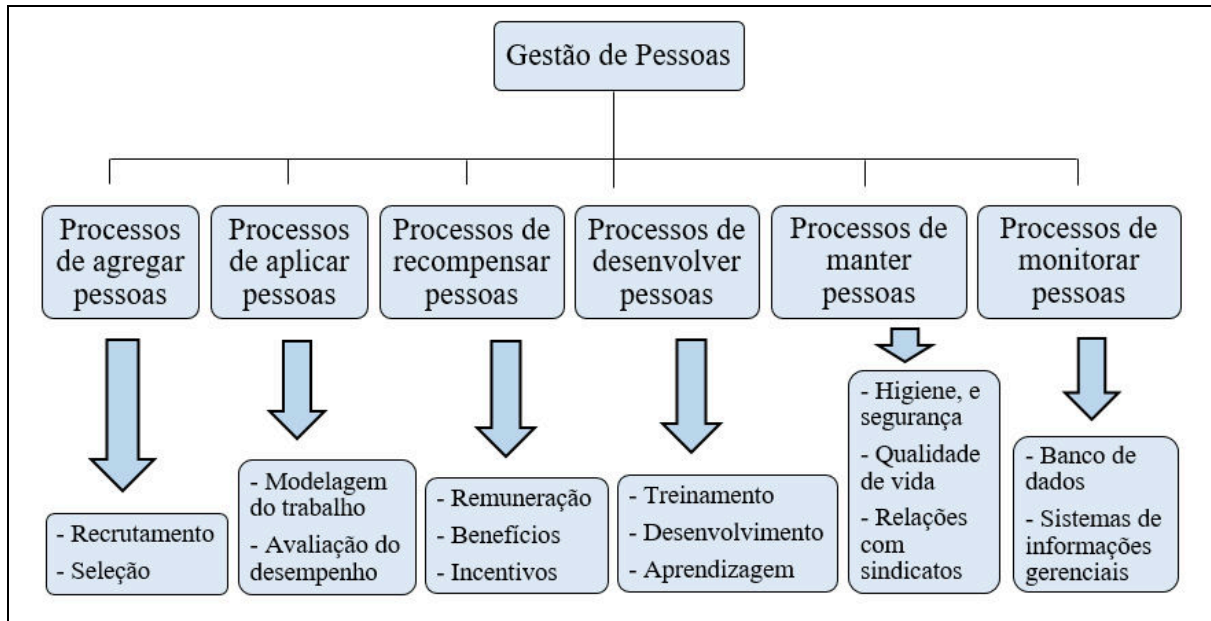 Gestão de Pessoas
Processos
de agregar
pessoas
Processos
de aplicar
pessoas
Processos de
recompensar
pessoas
Processos de
desenvolver
pessoas
Processos de
manter
pessoas
Processos de
monitorar
pessoas
- Recrutamento
- Seleção
- Modelagem
do trabalho
- Avaliação do
desempenho
- Remuneração
- Benefícios
- Incentivos
- Treinamento
- Desenvolvimento
- Aprendizagem
- Higiene, e
segurança
- Qualidade
de vida
- Relações
com
sindicatos
- Banco de
dados
- Sistemas de
informações
gerenciais